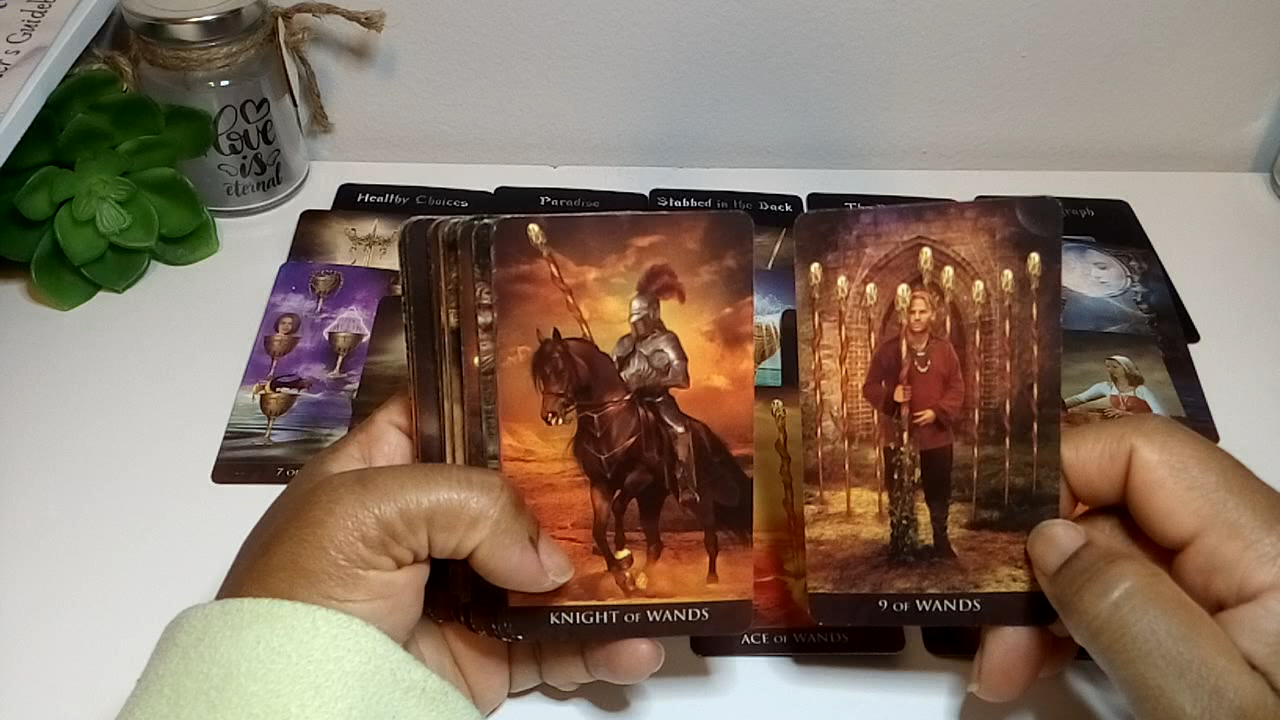 love
is
eternal
Healthy Choices
Paradise
Stabbed in the Back
KNIGHT OF WANDS
9 OF WANDS
ACE OF WANDS